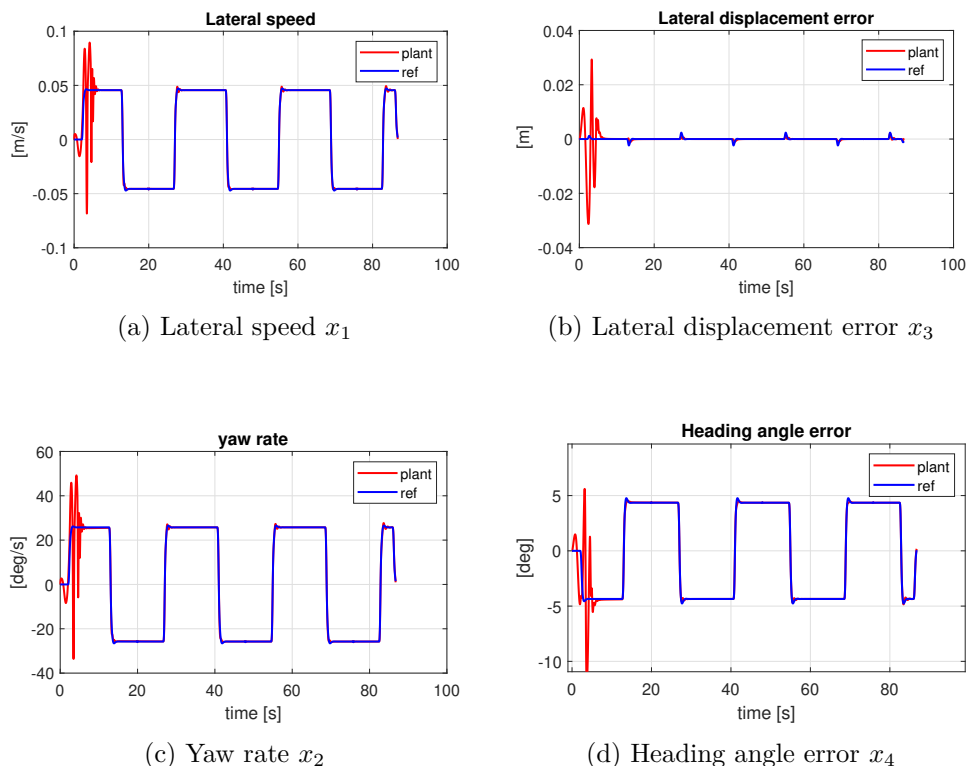 Lateral speed
0.1
0.05
0
-0.05
-0.1
[m/s]
plant
ref
0 20 40 60 80 100
time [s]
(a) Lateral speed x₁
Lateral displacement error
0.04
0.02
0
-0.02
-0.04
[m]
plant
ref
0 20 40 60 80 100
time [s]
(b) Lateral displacement error x₃
yaw rate
60
40
20
0
-20
-40
[deg/s]
plant
ref
0 20 40 60 80 100
time [s]
(c) Yaw rate x₂
Heading angle error
5
0
-5
-10
[deg]
plant
ref
0 20 40 60 80
time [s]
(d) Heading angle error x₄